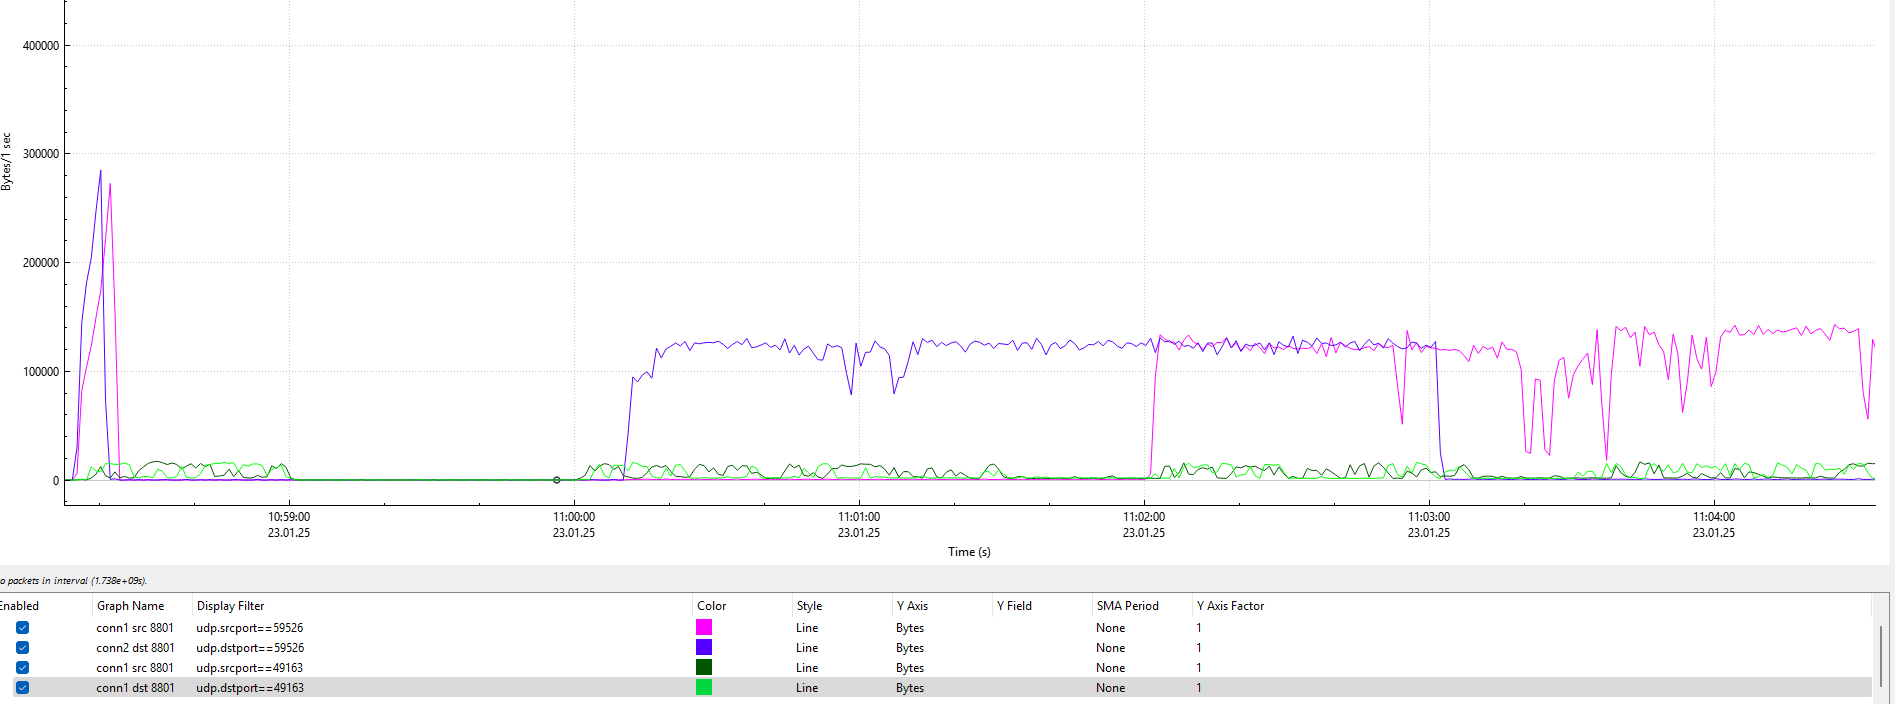 400000
300000
200000
100000
0
Bytes/1 sec
10:59:00 11:00:00 11:01:00 11:02:00 11:03:00 11:04:00
23.01.25 23.01.25 23.01.25 23.01.25 23.01.25 23.01.25
Time (s)
o packets in interval (1.738e+09s).
Enabled Graph Name Display Filter Color Style Y Axis Y Field SMA Period Y Axis Factor
conn1 src 8801 udp.srcport==59526 Line Bytes None 1
conn2 dst 8801 udp.dstport==59526 Line Bytes None 1
conn1 src 8801 udp.srcport==49163 Line Bytes None 1
conn1 dst 8801 udp.dstport==49163 Line Bytes None 1